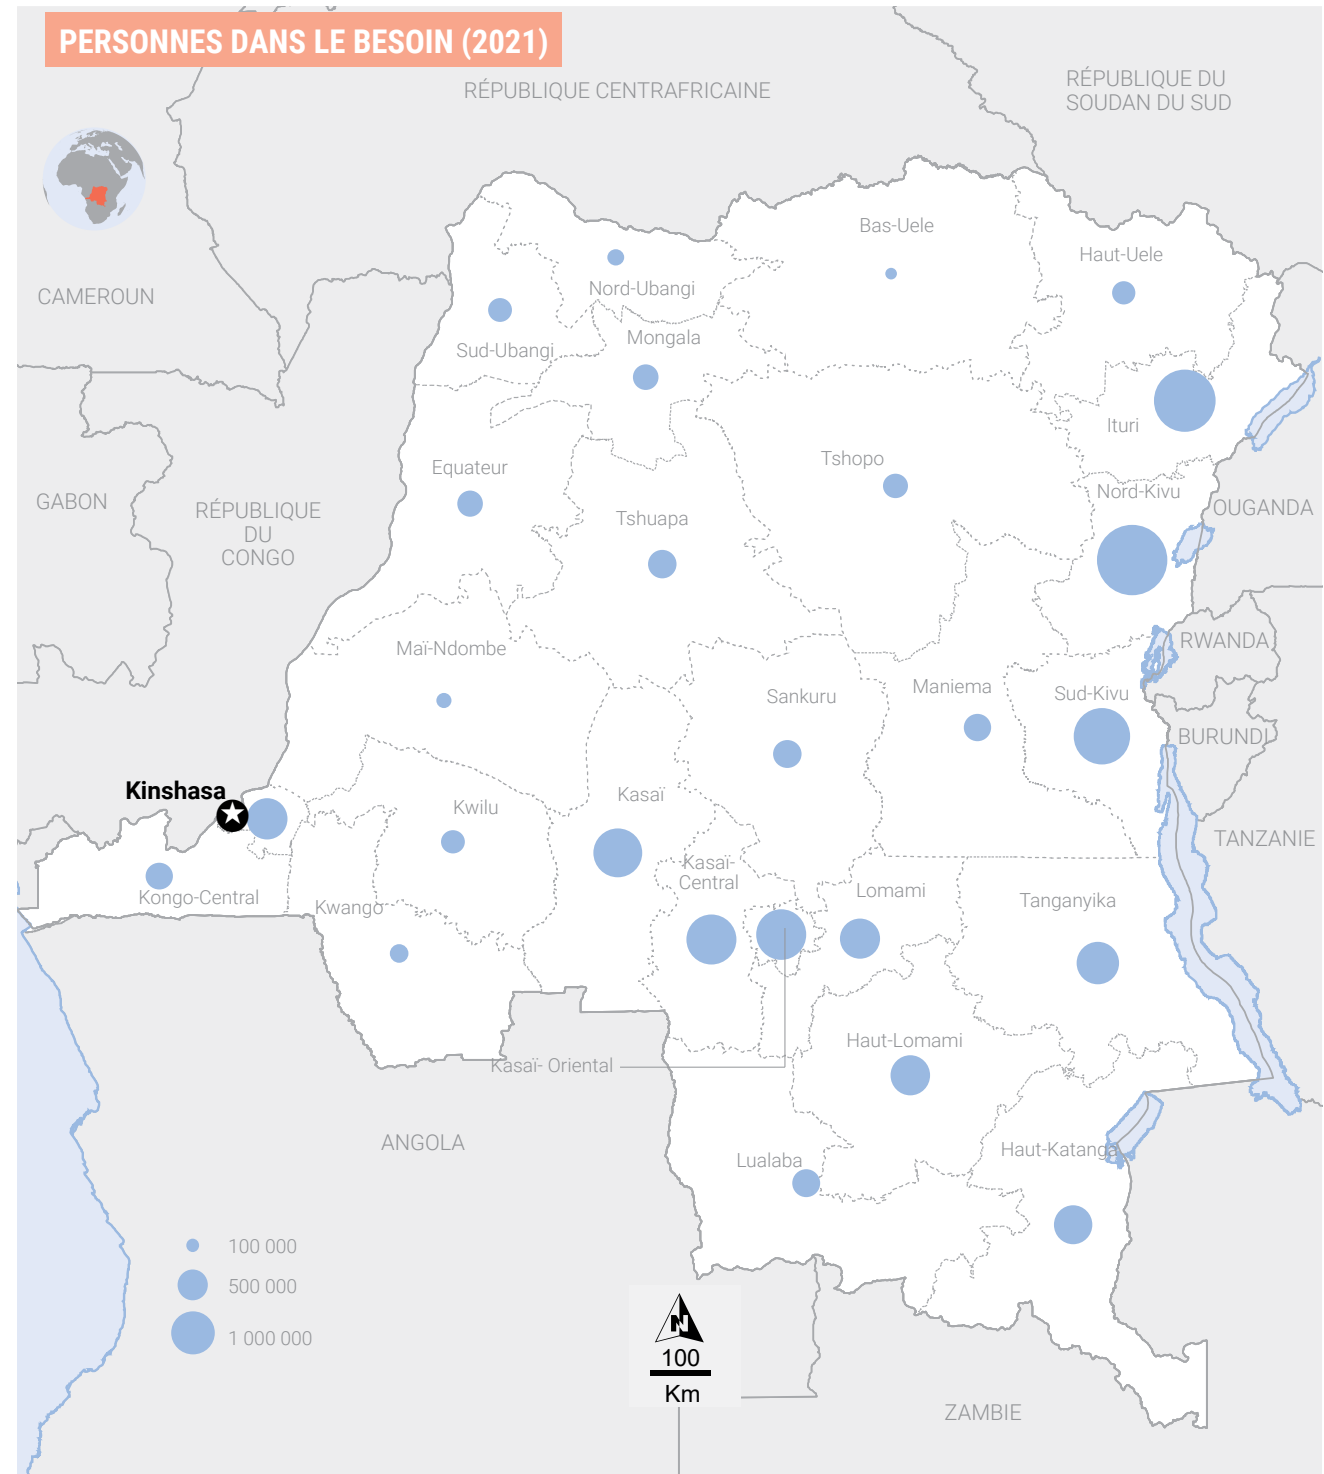 PERSONNES DANS LE BESOIN (2021)
RÉPUBLIQUE CENTRAFRICAINE
RÉPUBLIQUE DU
SOUDAN DU SUD
Bas-Uele
Haut-Uele
CAMEROUN
Nord-Ubangi
Sud-Ubangi
Mongala
Ituri
Equateur
Tshopo
Nord-Kivu
GABON
RÉPUBLIQUE
DU
CONGO
Tshuapa
OUGANDA
Maï-Ndombe
RWANDA
Sankuru
Maniema
Sud-Kivu
BURUNDI
Kinshasa
Kwilu
Kasaï
TANZANIE
Kasaï-
Central
Lomami
Kongo-Central
Kwango
Tanganyika
Haut-Lomami
Kasaï- Oriental
ANGOLA
Lualaba
Haut-Katanga
100 000
500 000
1 000 000
N
100
Km
ZAMBIE